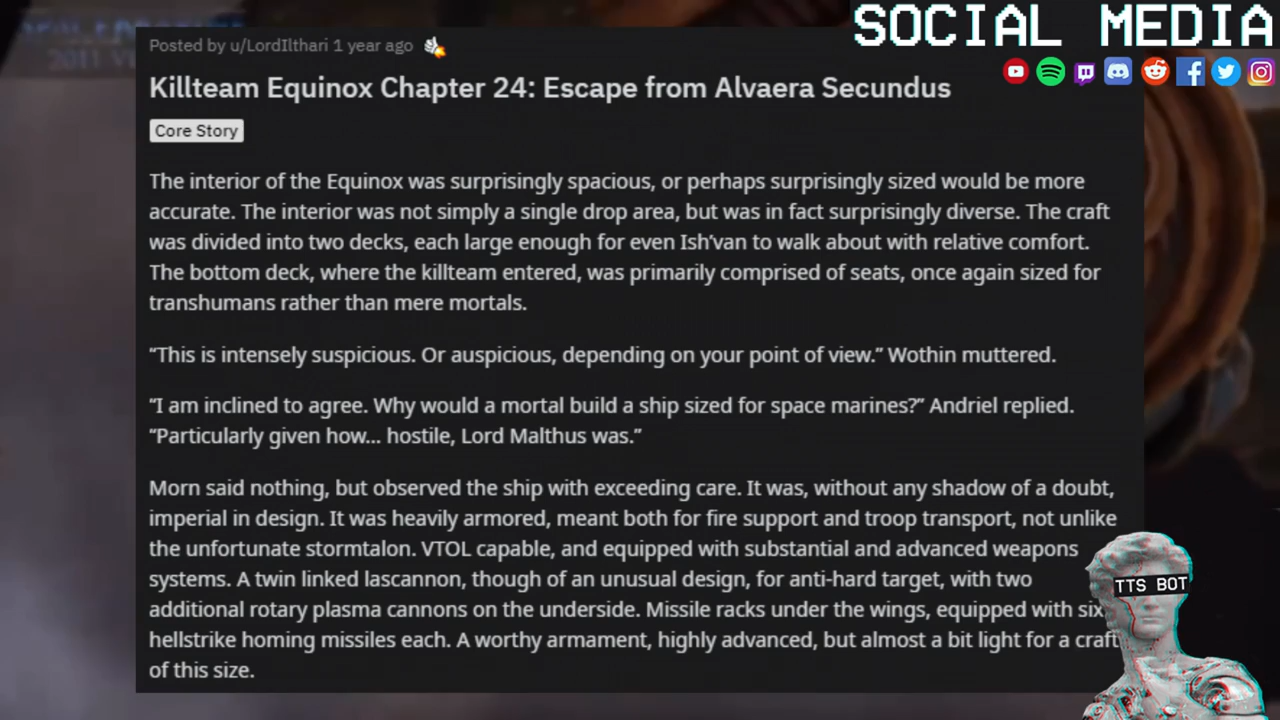 SOCIAL MEDIA
Posted by u/LordIlthari 1 year ago
Killteam Equinox Chapter 24: Escape from Alvaera Secundus
Core Story
The interior of the Equinox was surprisingly spacious, or perhaps surprisingly sized would be more
accurate. The interior was not simply a single drop area, but was in fact surprisingly diverse. The craft
was divided into two decks, each large enough for even Ish’van to walk about with relative comfort.
The bottom deck, where the killteam entered, was primarily comprised of seats, once again sized for
transhumans rather than mere mortals.
“This is intensely suspicious. Or auspicious, depending on your point of view.” Wothin muttered.
“I am inclined to agree. Why would a mortal build a ship sized for space marines?” Andriel replied.
“Particularly given how... hostile, Lord Malthus was.”
Morn said nothing, but observed the ship with exceeding care. It was, without any shadow of a doubt,
imperial in design. It was heavily armored, meant both for fire support and troop transport, not unlike
the unfortunate stormtalon. VTOL capable, and equipped with substantial and advanced weapons
systems. A twin linked lascannon, though of an unusual design, for anti-hard target, with two
additional rotary plasma cannons on the underside. Missile racks under the wings, equipped with six
hellstrike homing missiles each. A worthy armament, highly advanced, but almost a bit light for a craft
of this size.
TTS BOT